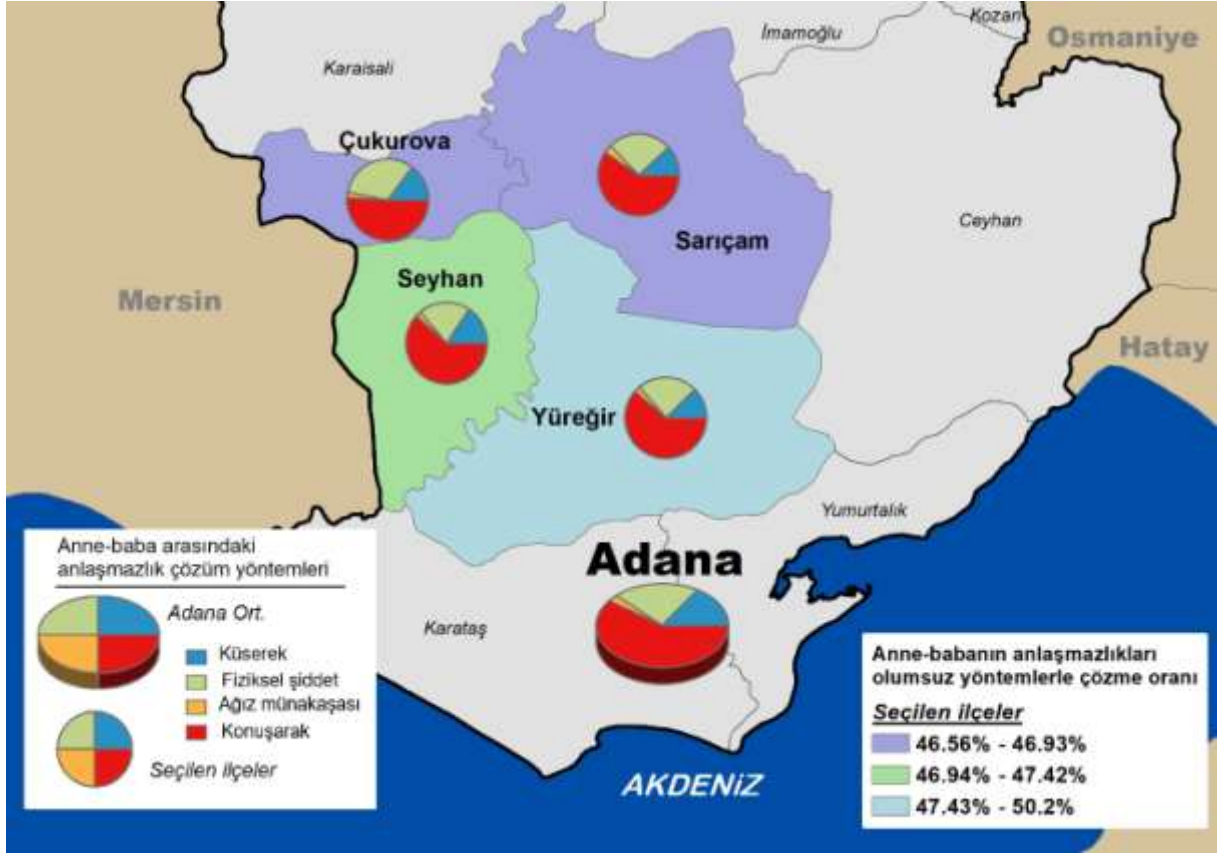 Kozan
İmamoğlu
Osmaniye
Karaisali
Çukurova
Sarıçam
Ceyhan
Seyhan
Mersin
Hatay
Yüreğir
Yumurtalık
Adana
Karataş
AKDENİZ
Anne-baba arasındaki
anlaşmazlık çözüm yöntemleri
Adana Ort.
Küserek
Fiziksel şiddet
Ağız münakaşası
Konuşarak
Seçilen ilçeler
Anne-babanın anlaşmazlıkları
olumsuz yöntemlerle çözme oranı
Seçilen ilçeler
46.56% - 46.93%
46.94% - 47.42%
47.43% - 50.2%